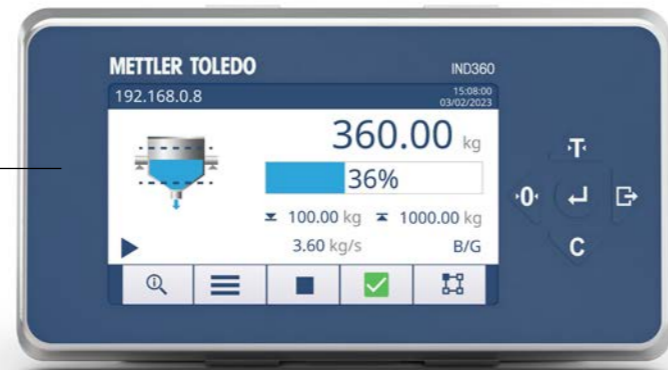 METTLER TOLEDO IND360
192.168.0.8 15:08:00
03/02/2023
360.00 kg
36%
100.00 kg 1000.00 kg
3.60 kg/s B/G
T
0
C